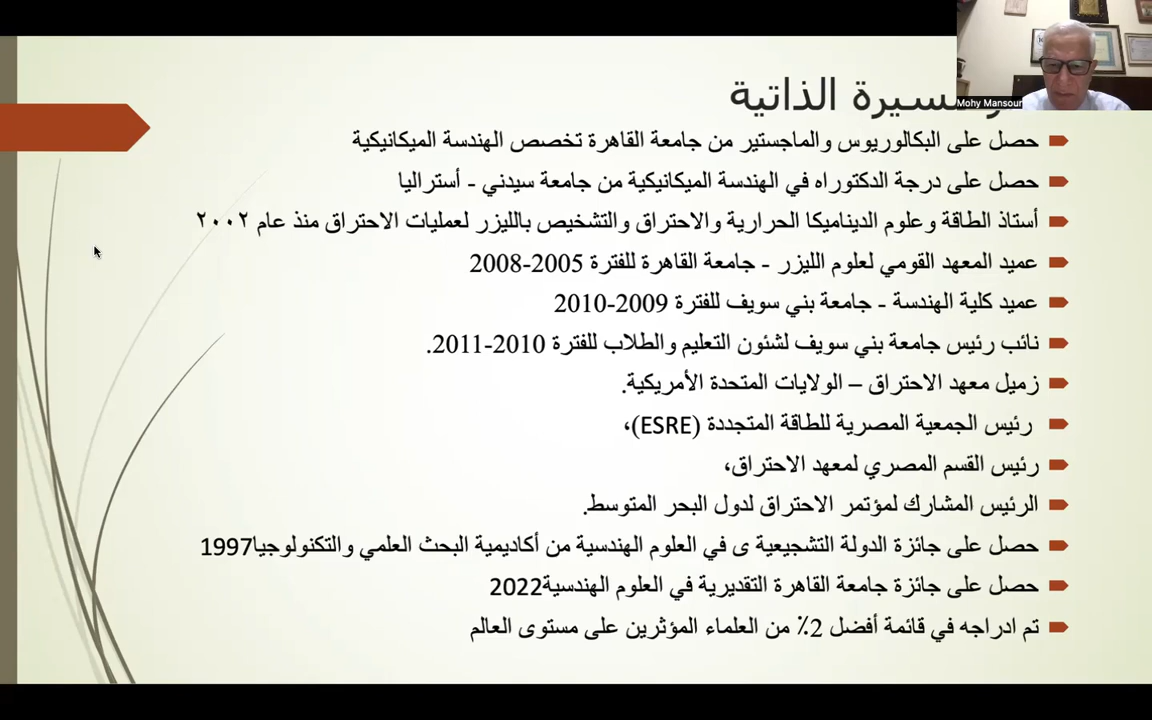 السيرة الذاتية
Mohy Mansour
حصل على البكالوريوس والماجستير من جامعة القاهرة تخصص الهندسة الميكانيكية
حصل على درجة الدكتوراه في الهندسة الميكانيكية من جامعة سيدني - أستراليا
أستاذ الطاقة وعلوم الديناميكا الحرارية والاحتراق والتشخيص بالليزر لعمليات الاحتراق منذ عام ٢٠٠٢
عميد المعهد القومي لعلوم الليزر - جامعة القاهرة للفترة 2005-2008
عميد كلية الهندسة - جامعة بني سويف للفترة 2009-2010
نائب رئيس جامعة بني سويف لشئون التعليم والطلاب للفترة 2010-2011.
زميل معهد الاحتراق – الولايات المتحدة الأمريكية.
رئيس الجمعية المصرية للطاقة المتجددة (ESRE)،
رئيس القسم المصري لمعهد الاحتراق،
الرئيس المشارك لمؤتمر الاحتراق لدول البحر المتوسط.
حصل على جائزة الدولة التشجيعية ى في العلوم الهندسية من أكاديمية البحث العلمي والتكنولوجيا1997
حصل على جائزة جامعة القاهرة التقديرية في العلوم الهندسية2022
تم ادراجه في قائمة أفضل 2٪ من العلماء المؤثرين على مستوى العالم